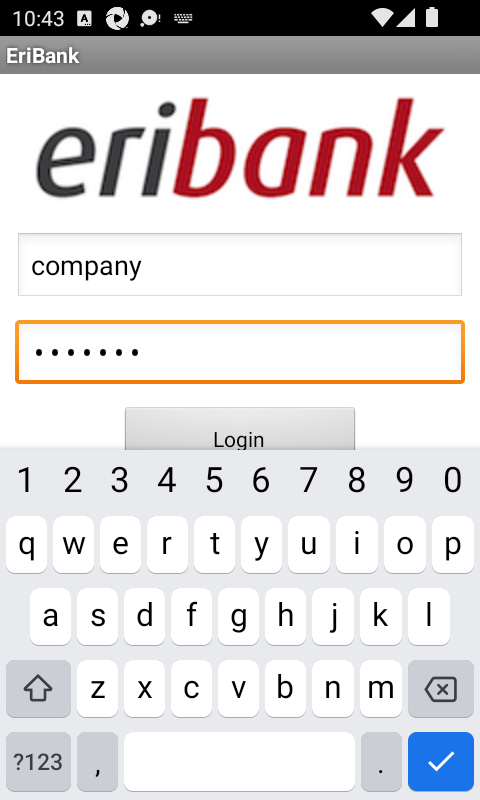 10:43
EriBank
eribank
company
•••••••
Login
1 2 3 4 5 6 7 8 9 0
q w e r t y u i o p
a s d f g h j k l
z x c v b n m
?123 , .